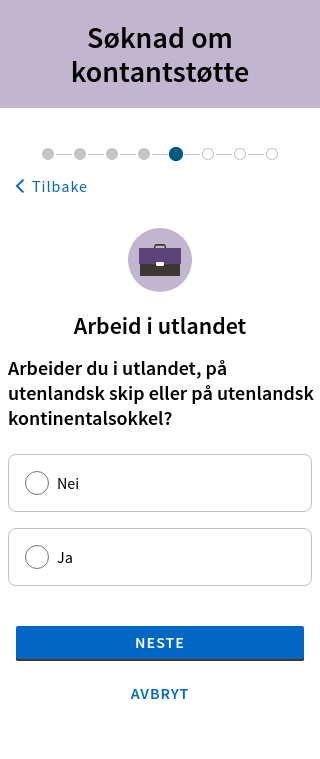 Søknad om
kontantstøtte
Tilbake
Arbeid i utlandet
Arbeider du i utlandet, på
utenlandsk skip eller på utenlandsk
kontinentalsokkel?
Nei
Ja
NESTE
AVBRYT